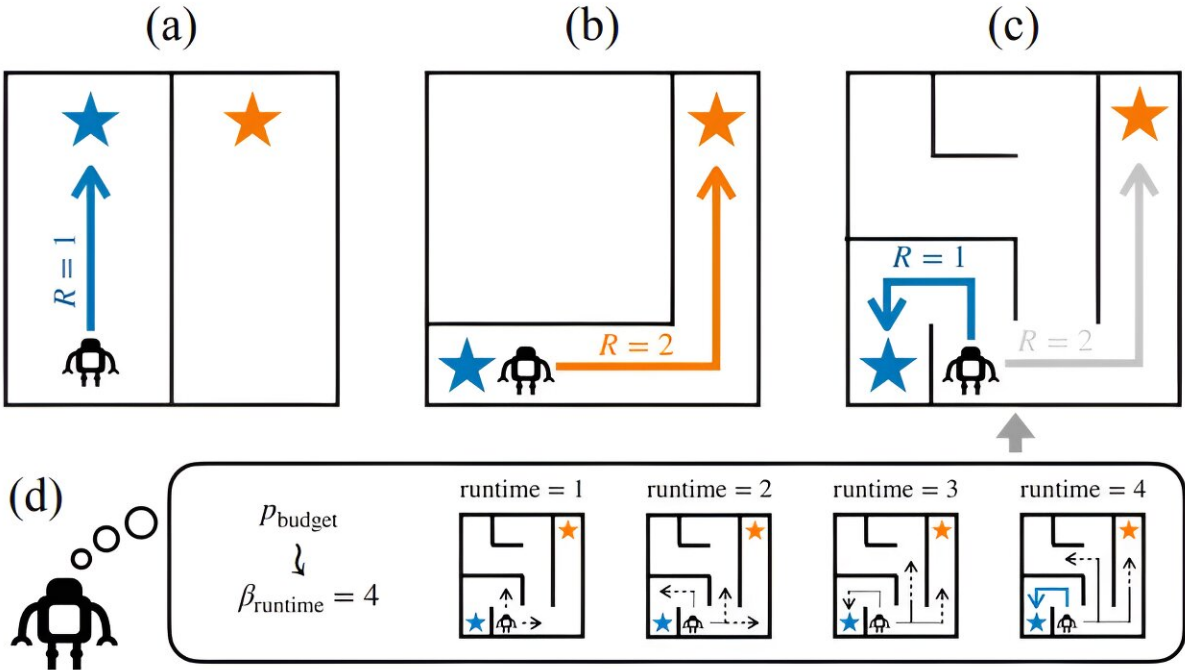 (a)
(b)
(c)
R = 1
R = 2
R = 1
R = 2
(d)
p_budget
β_runtime = 4
runtime = 1
runtime = 2
runtime = 3
runtime = 4